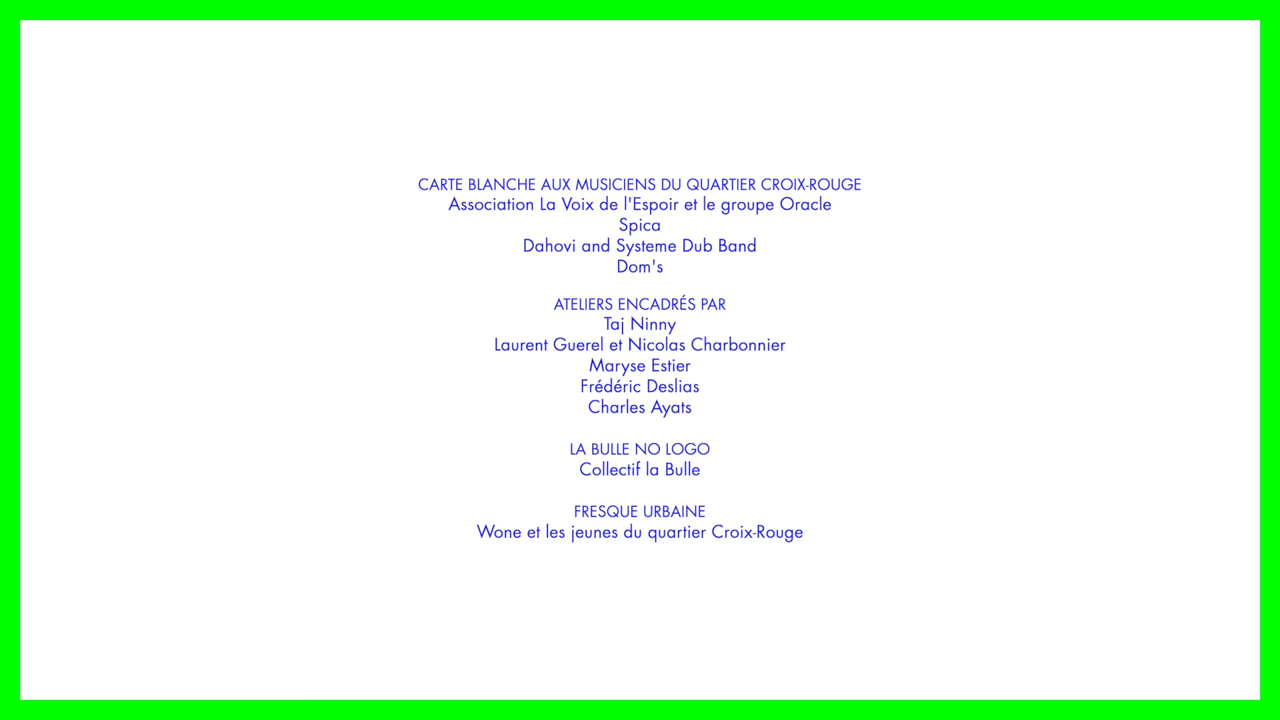 CARTE BLANCHE AUX MUSICIENS DU QUARTIER CROIX-ROUGE
Association La Voix de l'Espoir et le groupe Oracle
Spica
Dahovi and Systeme Dub Band
Dom's
ATELIERS ENCADRÉS PAR
Taj Ninny
Laurent Guerel et Nicolas Charbonnier
Maryse Estier
Frédéric Deslias
Charles Ayats
LA BULLE NO LOGO
Collectif la Bulle
FRESQUE URBAINE
Wone et les jeunes du quartier Croix-Rouge